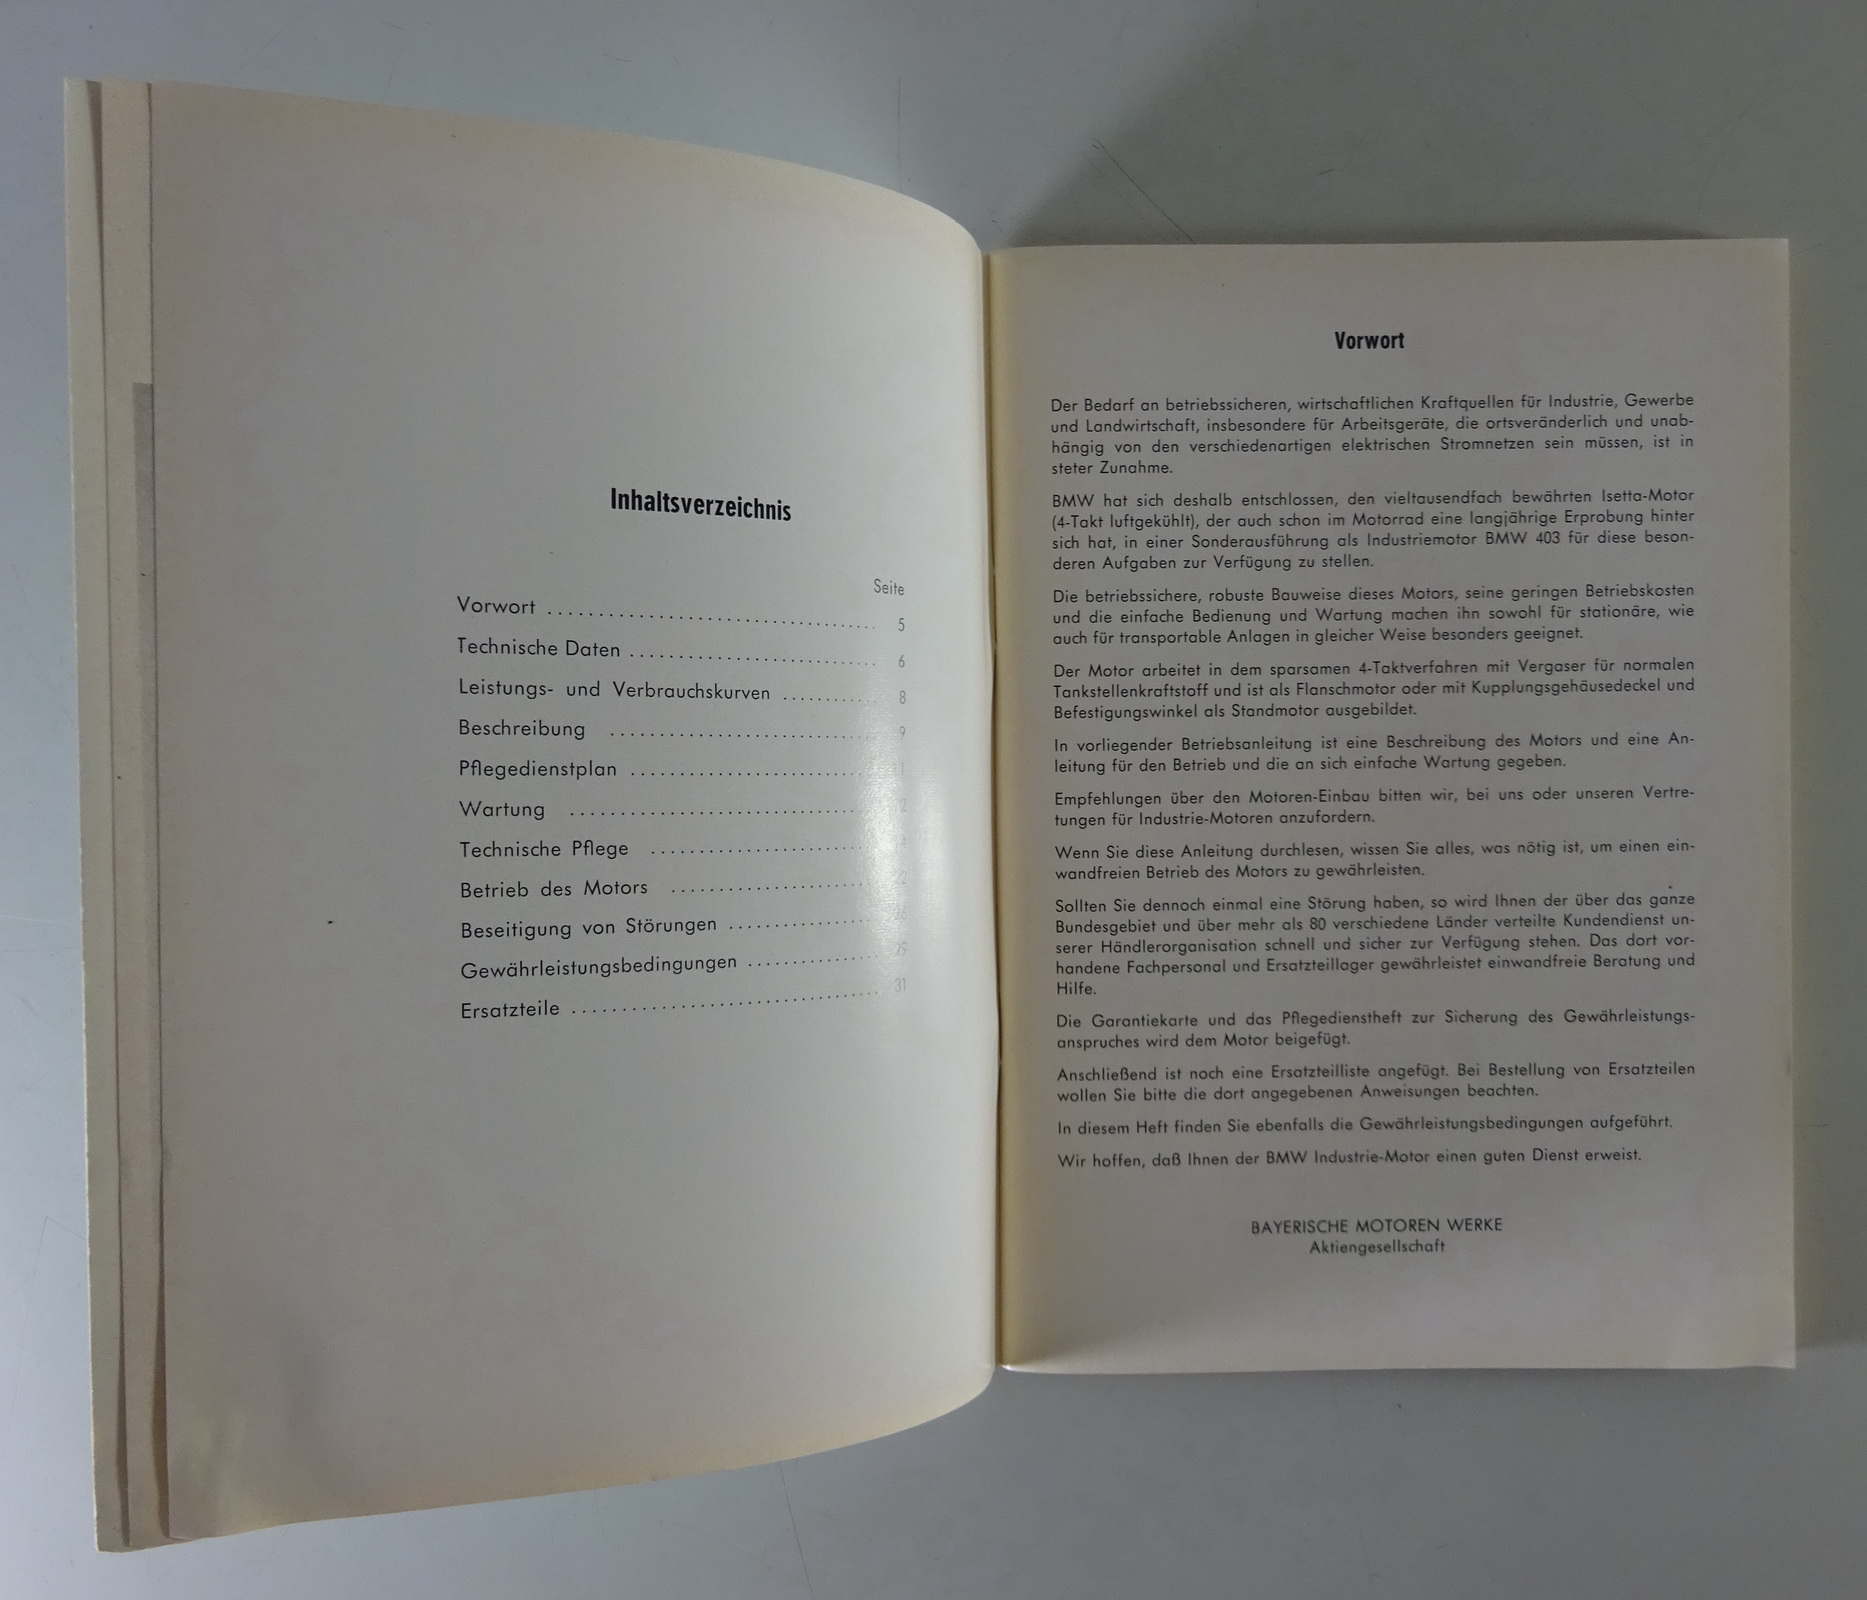 Inhaltsverzeichnis
Seite
Vorwort .......... 5
Technische Daten .......... 6
Leistungs- und Verbrauchskurven .......... 8
Beschreibung .......... 9
Pflegedienstplan ..........
Wartung ..........
Technische Pflege ..........
Betrieb des Motors ..........
Beseitigung von Störungen .......... 26
Gewährleistungsbedingungen .......... 29
Ersatzteile .......... 31
Vorwort
Der Bedarf an betriebssicheren, wirtschaftlichen Kraftquellen für Industrie, Gewerbe
und Landwirtschaft, insbesondere für Arbeitsgeräte, die ortsveränderlich und unab-
hängig von den verschiedenartigen elektrischen Stromnetzen sein müssen, ist in
steter Zunahme.
BMW hat sich deshalb entschlossen, den vieltausendfach bewährten Isetta-Motor
(4-Takt luftgekühlt), der auch schon im Motorrad eine langjährige Erprobung hinter
sich hat, in einer Sonderausführung als Industriemotor BMW 403 für diese beson-
deren Aufgaben zur Verfügung zu stellen.
Die betriebssichere, robuste Bauweise dieses Motors, seine geringen Betriebskosten
und die einfache Bedienung und Wartung machen ihn sowohl für stationäre, wie
auch für transportable Anlagen in gleicher Weise besonders geeignet.
Der Motor arbeitet in dem sparsamen 4-Taktverfahren mit Vergaser für normalen
Tankstellenkraftstoff und ist als Flanschmotor oder mit Kupplungsgehäusedeckel und
Befestigungswinkel als Standmotor ausgebildet.
In vorliegender Betriebsanleitung ist eine Beschreibung des Motors und eine An-
leitung für den Betrieb und die an sich einfache Wartung gegeben.
Empfehlungen über den Motoren-Einbau bitten wir, bei uns oder unseren Vertre-
tungen für Industrie-Motoren anzufordern.
Wenn Sie diese Anleitung durchlesen, wissen Sie alles, was nötig ist, um einen ein-
wandfreien Betrieb des Motors zu gewährleisten.
Sollten Sie dennoch einmal eine Störung haben, so wird Ihnen der über das ganze
Bundesgebiet und über mehr als 80 verschiedene Länder verteilte Kundendienst un-
serer Händlerorganisation schnell und sicher zur Verfügung stehen. Das dort vor-
handene Fachpersonal und Ersatzteillager gewährleistet einwandfreie Beratung und
Hilfe.
Die Garantiekarte und das Pflegedienstheft zur Sicherung des Gewährleistungs-
anspruches wird dem Motor beigefügt.
Anschließend ist noch eine Ersatzteilliste angefügt. Bei Bestellung von Ersatzteilen
wollen Sie bitte die dort angegebenen Anweisungen beachten.
In diesem Heft finden Sie ebenfalls die Gewährleistungsbedingungen aufgeführt.
Wir hoffen, daß Ihnen der BMW Industrie-Motor einen guten Dienst erweist.
BAYERISCHE MOTOREN WERKE
Aktiengesellschaft